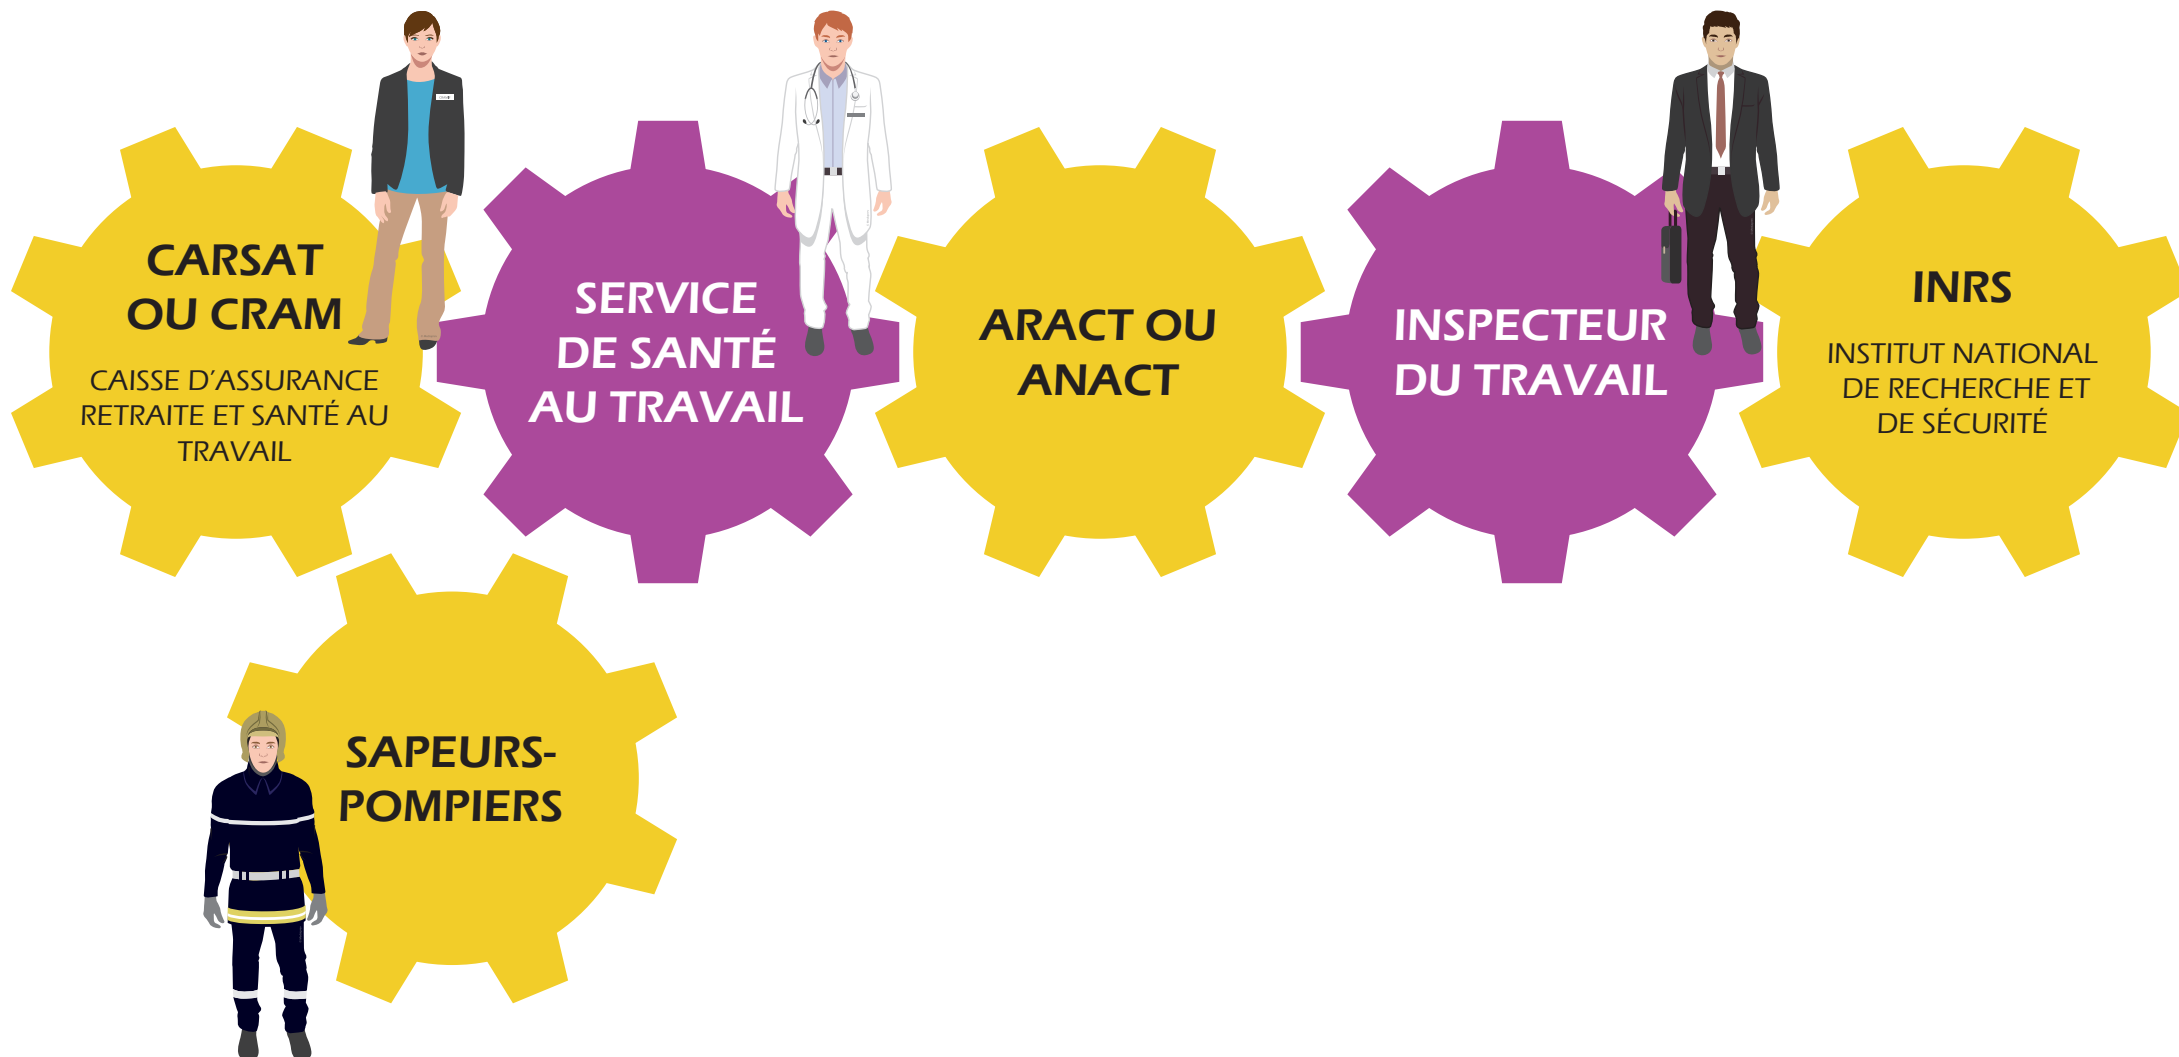 CARSAT
OU CRAM
CAISSE D'ASSURANCE
RETRAITE ET SANTÉ AU
TRAVAIL
SERVICE
DE SANTÉ
AU TRAVAIL
ARACT OU
ANACT
INSPECTEUR
DU TRAVAIL
INRS
INSTITUT NATIONAL
DE RECHERCHE ET
DE SÉCURITÉ
SAPEURS-
POMPIERS